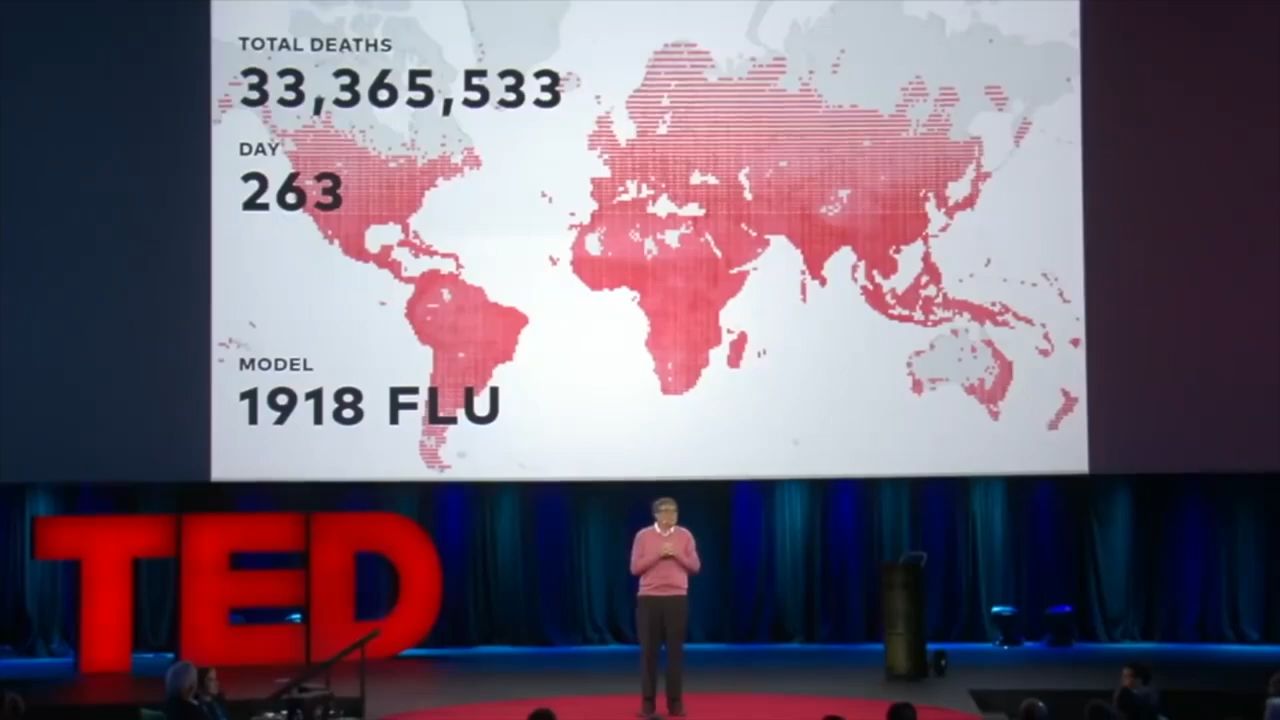 TOTAL DEATHS
33,365,533
DAY
263
MODEL
1918 FLU
TED